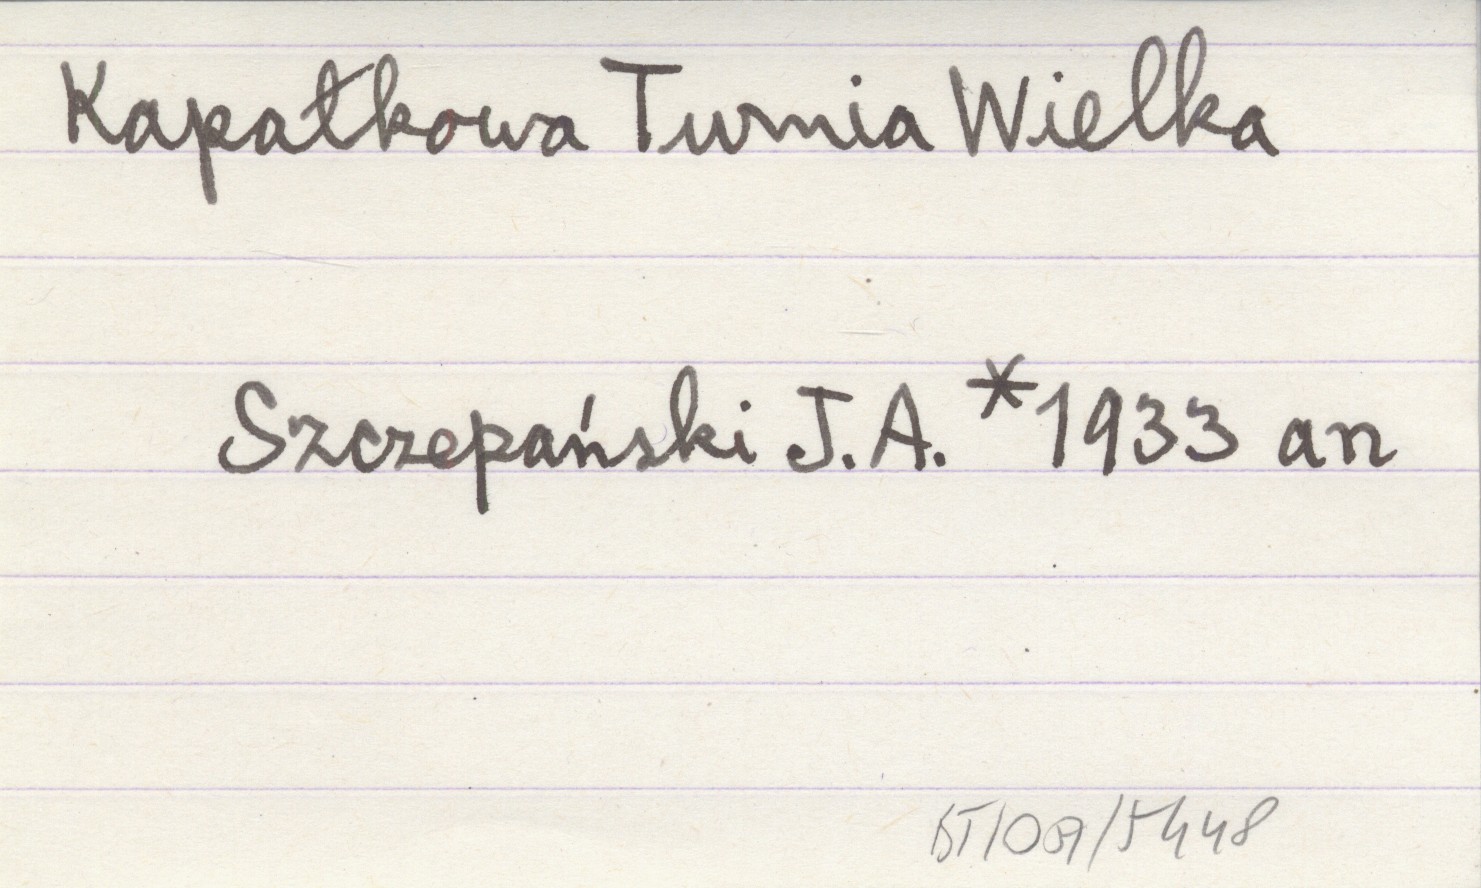 Kapałkowa Turnia Wielka
Szczepański J.A. *1933 an
BT/09/5448